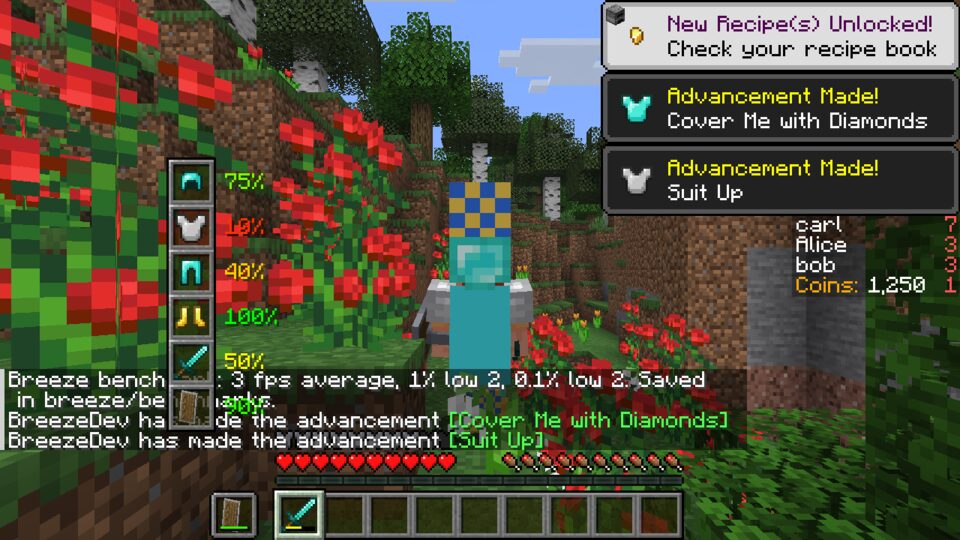 New Recipe(s) Unlocked!
Check your recipe book
Advancement Made!
Cover Me with Diamonds
Advancement Made!
Suit Up
carl 7
Alice 3
bob 3
Coins: 1,250 1
75%
10%
40%
100%
50%
90%
Breeze bench : 3 fps average, 1% low 2, 0.1% low 2. Saved
in breeze/be marks.
BreezeDev ha de the advancement [Cover Me with Diamonds]
BreezeDev has made the advancement [Suit Up]